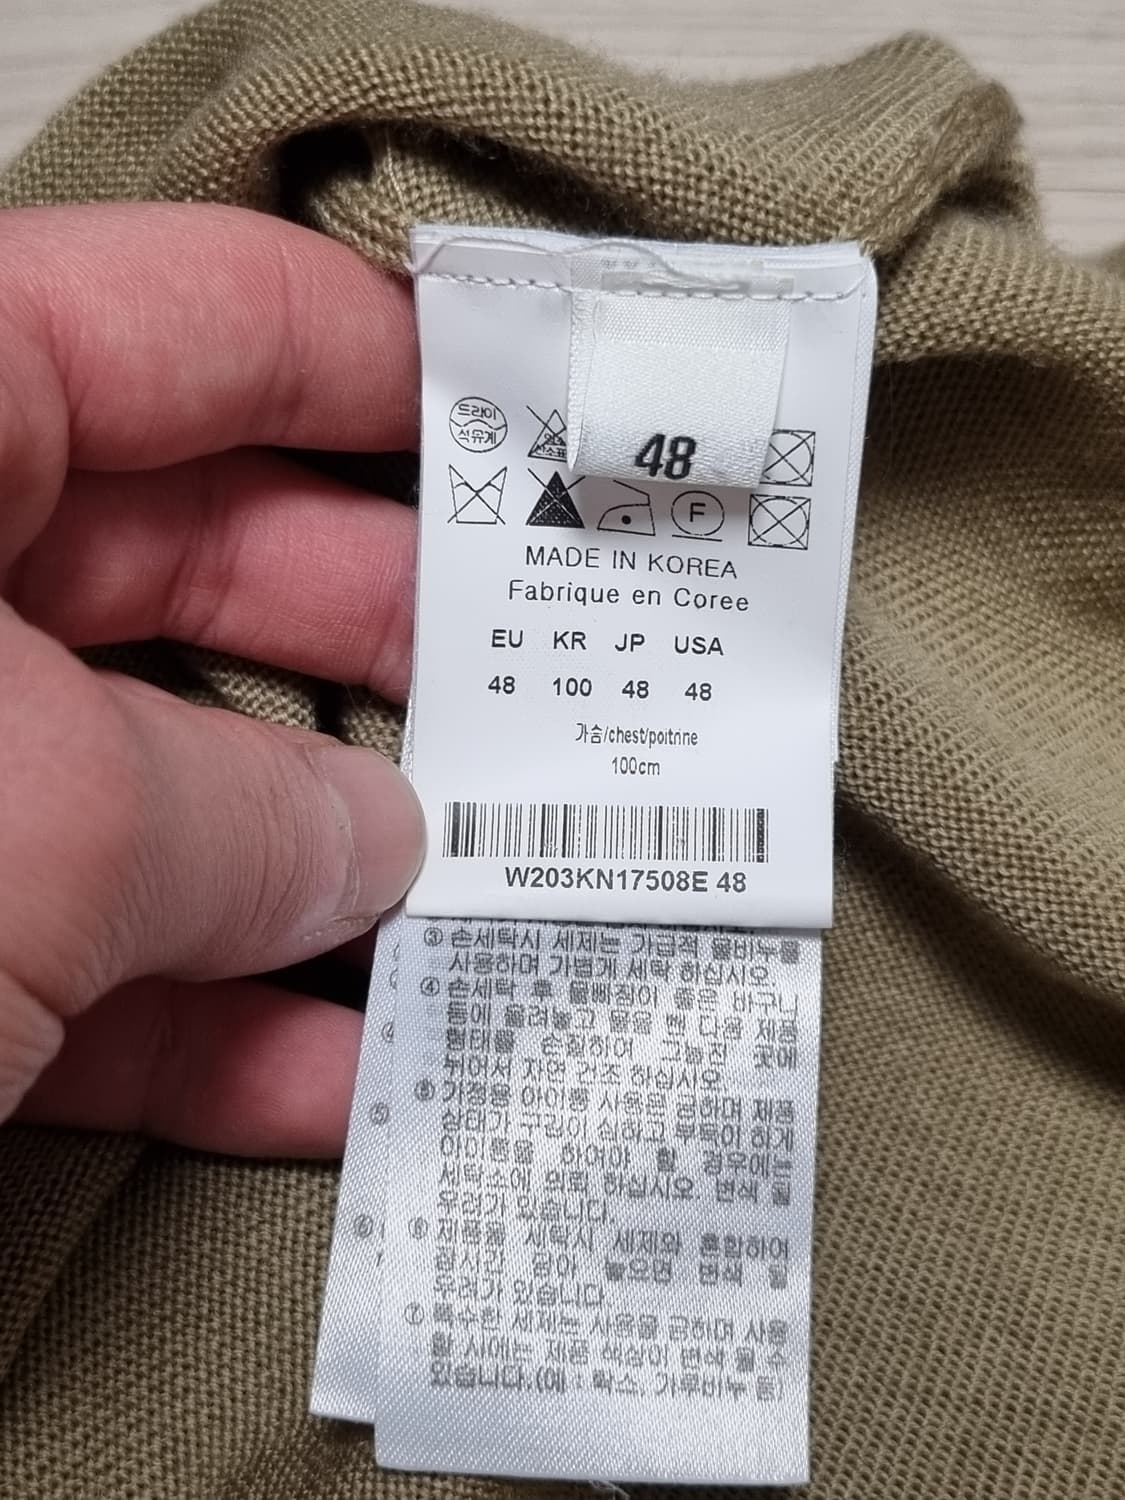 48
드라이
석유계
F
MADE IN KOREA
Fabrique en Coree
EU KR JP USA
48 100 48 48
가슴/chest/poitrine
100cm
W203KN17508E 48
③ 손세탁시 세제는 가급적 물비누를
사용하며 가볍게 세탁 하십시오.
④ 손세탁 후 물빠짐이 좋은 바구니
등에 올려놓고 물을 뺀 다음 제품
형태를 손질하여 그늘진 곳에
뉘어서 자연 건조 하십시오
⑤ 가정용 아이롱 사용은 금하며 제품
상태가 구김이 심하고 부득이 하게
아이롱을 하여야 할 경우에는
세탁소에 의뢰 하십시오. 변색 될
우려가 있습니다.
⑥ 제품을 세탁시 세제와 혼합하여
장시간 담아 놓으면 변색 될
우려가 있습니다.
⑦ 특수한 세제는 사용을 금하며 사용
할 시에는 제품 색상이 변색 될 수
있습니다.(예 : 락스, 가루비누 등)
④
⑤
⑥